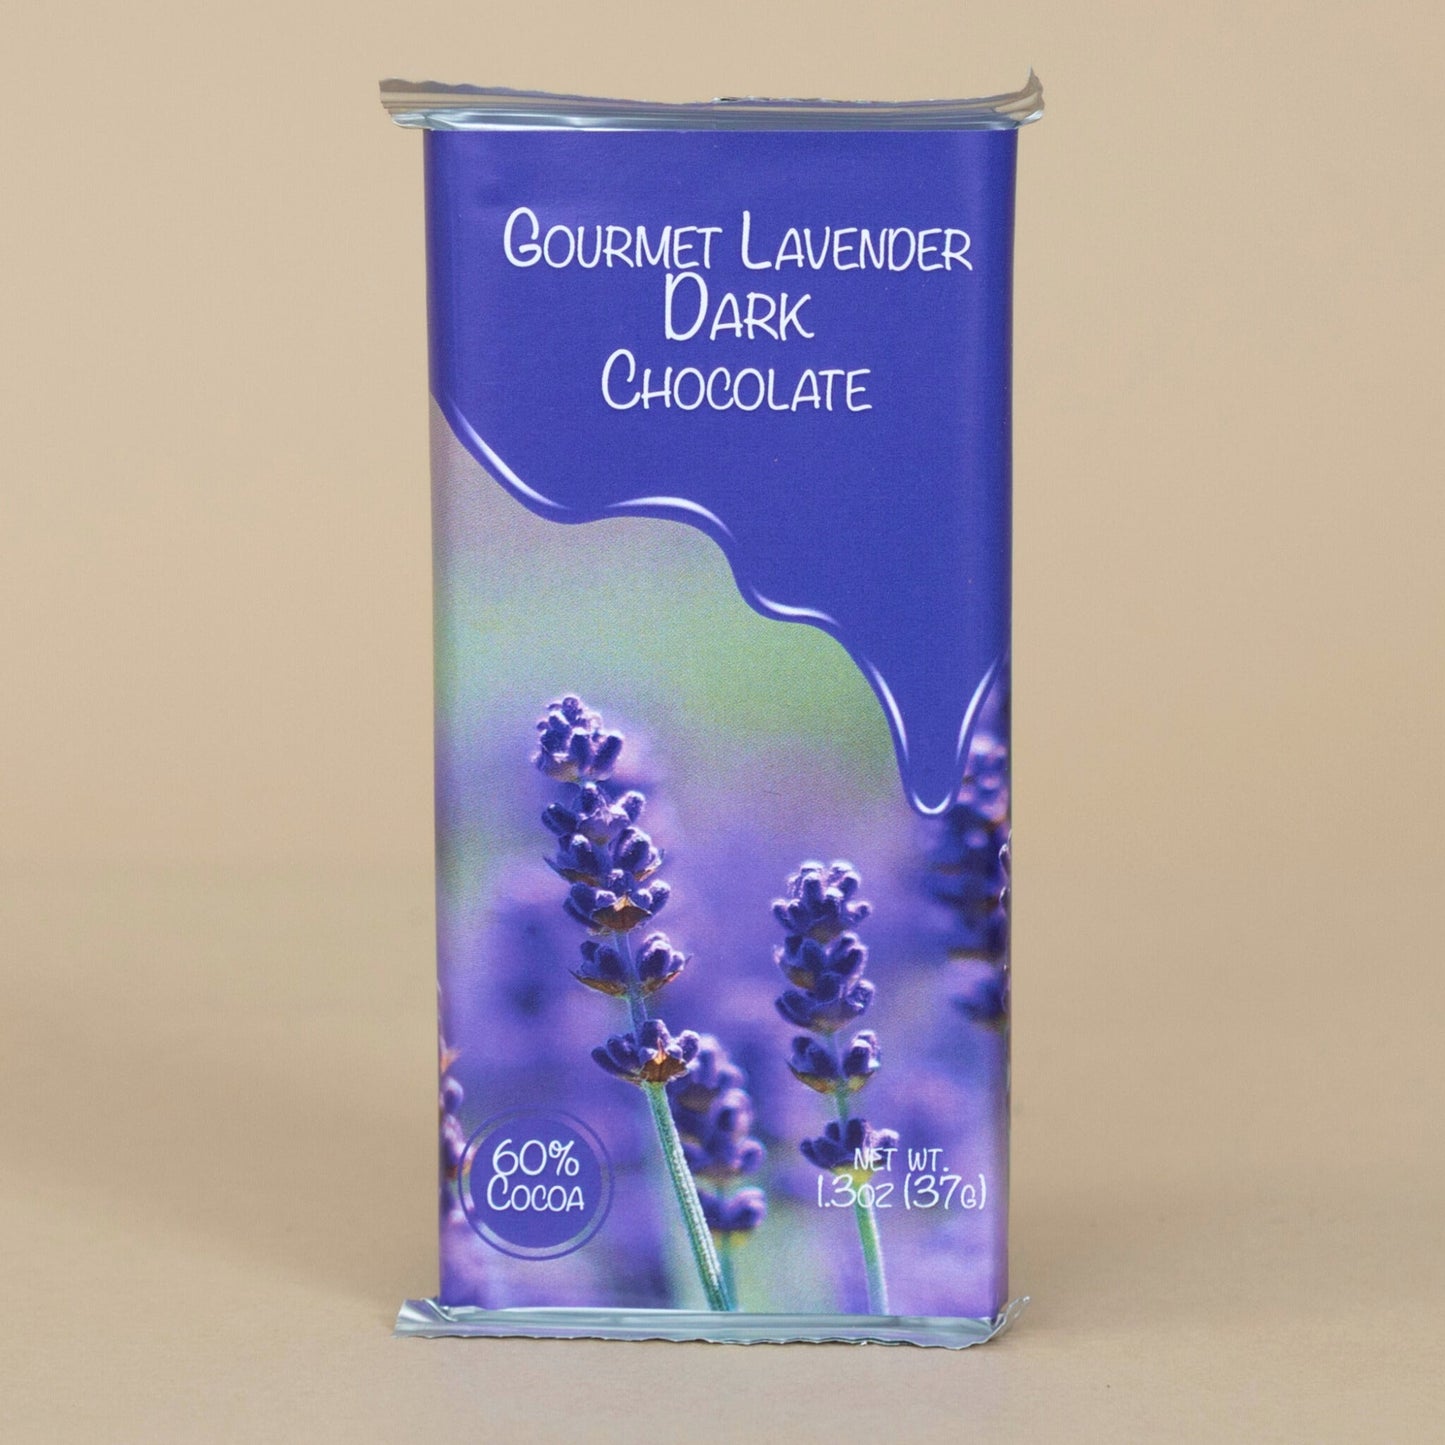 Gourmet Lavender
Dark
Chocolate
60%
Cocoa
NET WT.
1.3oz (37g)